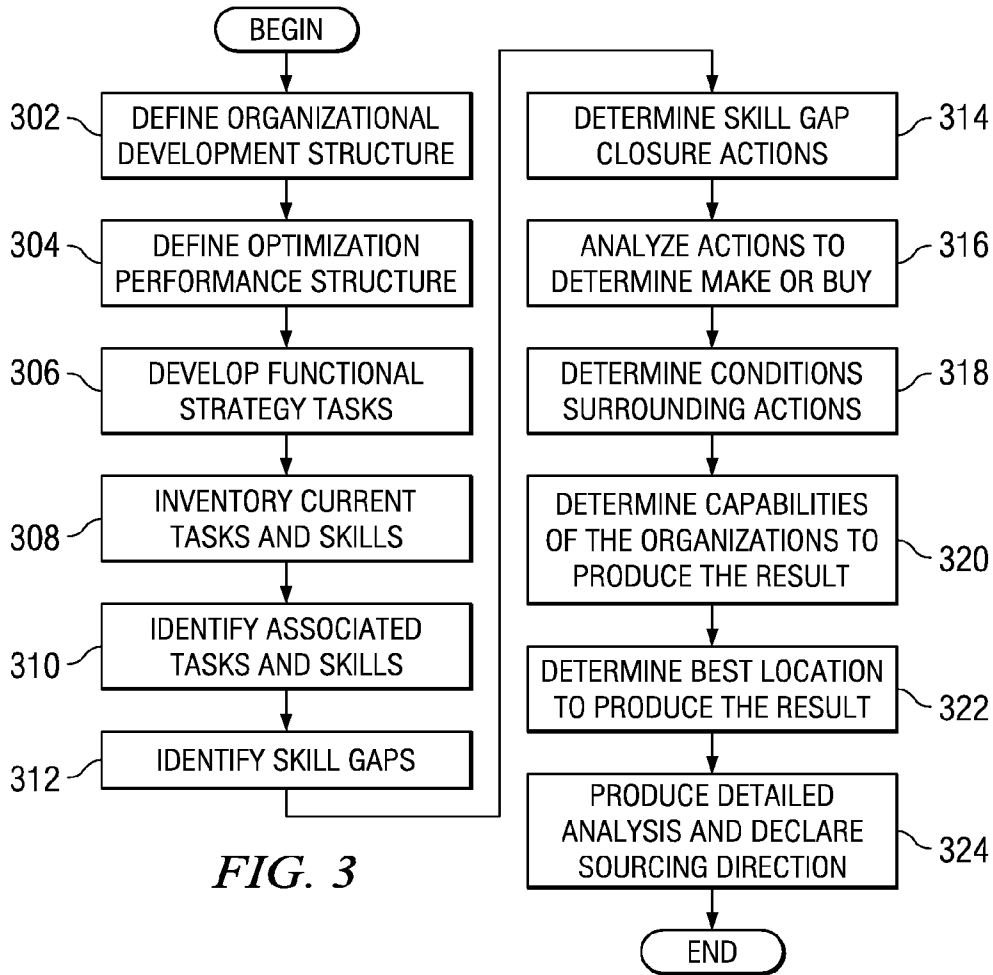 BEGIN
302
DEFINE ORGANIZATIONAL
DEVELOPMENT STRUCTURE
304
DEFINE OPTIMIZATION
PERFORMANCE STRUCTURE
306
DEVELOP FUNCTIONAL
STRATEGY TASKS
308
INVENTORY CURRENT
TASKS AND SKILLS
310
IDENTIFY ASSOCIATED
TASKS AND SKILLS
312
IDENTIFY SKILL GAPS
DETERMINE SKILL GAP
CLOSURE ACTIONS
314
ANALYZE ACTIONS TO
DETERMINE MAKE OR BUY
316
DETERMINE CONDITIONS
SURROUNDING ACTIONS
318
DETERMINE CAPABILITIES
OF THE ORGANIZATIONS TO
PRODUCE THE RESULT
320
DETERMINE BEST LOCATION
TO PRODUCE THE RESULT
322
PRODUCE DETAILED
ANALYSIS AND DECLARE
SOURCING DIRECTION
324
END
FIG. 3